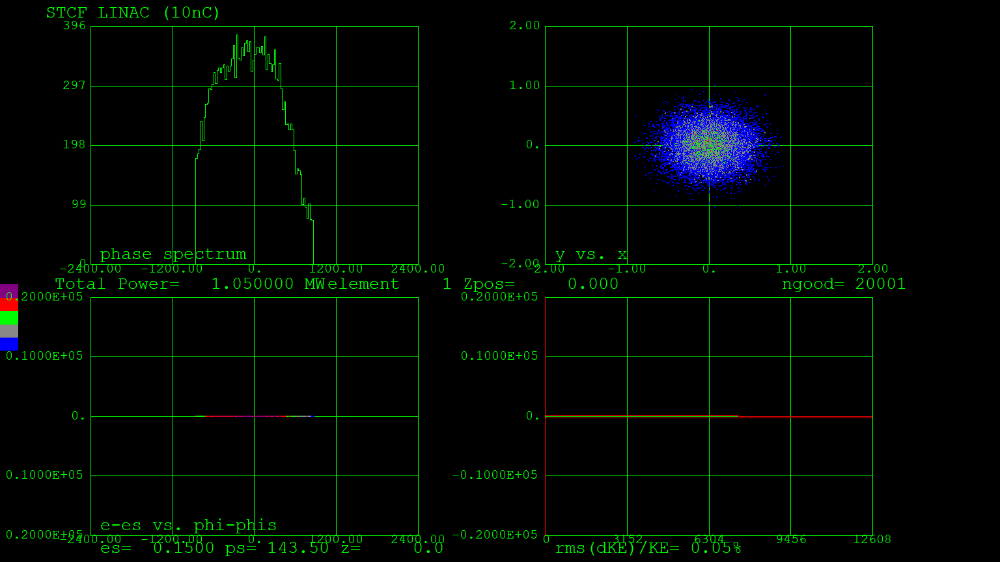 STCF LINAC (10nC)
396
297
198
99
0
-2400.00 -1200.00 0. 1200.00 2400.00
phase spectrum
2.00
1.00
0.
-1.00
-2.00
-2.00 -1.00 0. 1.00 2.00
y vs. x
Total Power= 1.050000 MWelement 1 Zpos= 0.000 ngood= 20001
0.2000E+05
0.1000E+05
0.
0.1000E+05
0.2000E+05
-2400.00 -1200.00 0. 1200.00 2400.00
e-es vs. phi-phis
es= 0.1500 ps= 143.50 z= 0.0
0.2000E+05
0.1000E+05
0.
-0.1000E+05
-0.2000E+05
0 3152 6304 9456 12608
rms(dKE)/KE= 0.05%